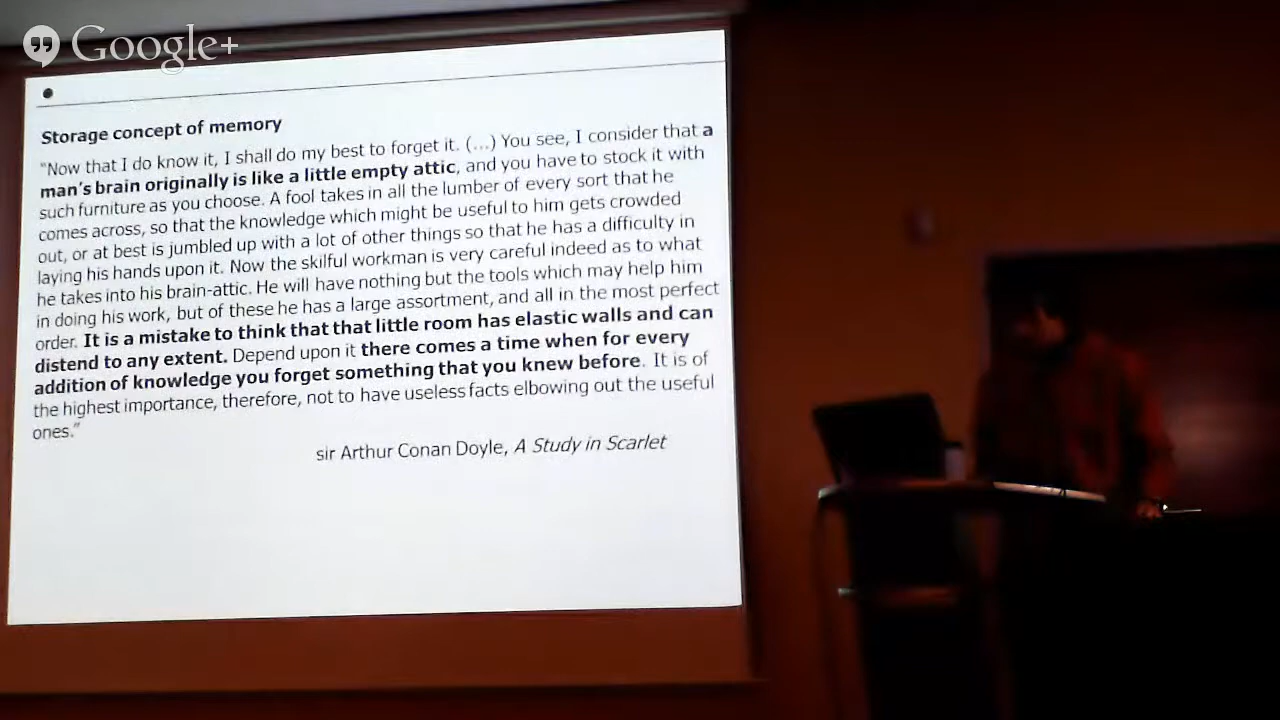 Google+
Storage concept of memory
"Now that I do know it, I shall do my best to forget it. (...) You see, I consider that a
man's brain originally is like a little empty attic, and you have to stock it with
such furniture as you choose. A fool takes in all the lumber of every sort that he
comes across, so that the knowledge which might be useful to him gets crowded
out, or at best is jumbled up with a lot of other things so that he has a difficulty in
laying his hands upon it. Now the skilful workman is very careful indeed as to what
he takes into his brain-attic. He will have nothing but the tools which may help him
in doing his work, but of these he has a large assortment, and all in the most perfect
order. It is a mistake to think that that little room has elastic walls and can
distend to any extent. Depend upon it there comes a time when for every
addition of knowledge you forget something that you knew before. It is of
the highest importance, therefore, not to have useless facts elbowing out the useful
ones."
sir Arthur Conan Doyle, A Study in Scarlet